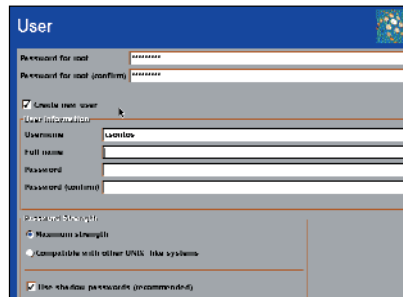 User
Password for root *********
Password for root (confirm) *********
Create new user
User Information
Username csontos
Full name
Password
Password (confirm)
Password Strength
Maximum strength
Compatible with other UNIX-like systems
Use shadow passwords (recommended)